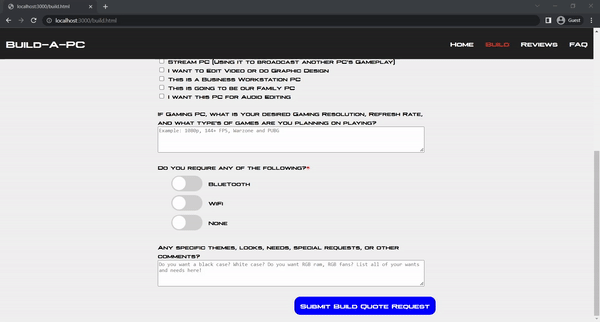 localhost:3000/build.html
localhost:3000/build.html
Guest
Build-A-PC
Home
Build
Reviews
FAQ
Stream PC (Using it to broadcast another PC's Gameplay)
I want to Edit Video or do Graphic Design
This is a Business Workstation PC
This is going to be our Family PC
I want this PC for Audio Editing
If Gaming PC, what is your desired Gaming Resolution, Refresh Rate,
and what type's of games are you planning on playing?
Example: 1080p, 144+ FPS, Warzone and PUBG
Do you require any of the following?*
Bluetooth
WiFi
None
Any specific themes, looks, needs, special requests, or other
comments?
Do you want a black case? White case? Do you want RGB ram, RGB fans? List all of your wants
and needs here!
Submit Build Quote Request